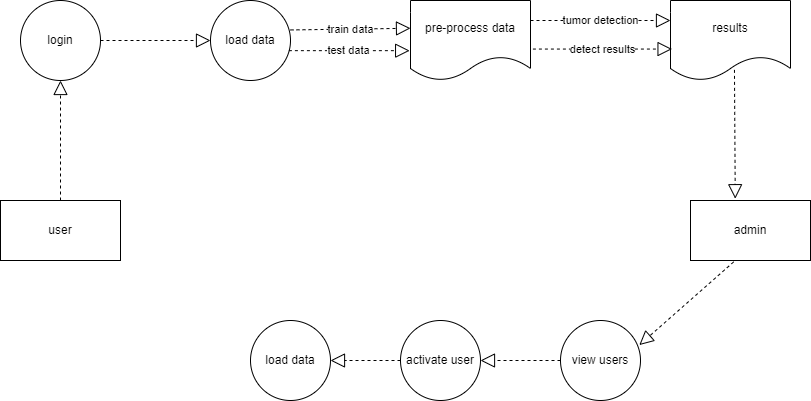 login
load data
train data
test data
pre-process data
tumor detection
detect results
results
user
admin
load data
activate user
view users